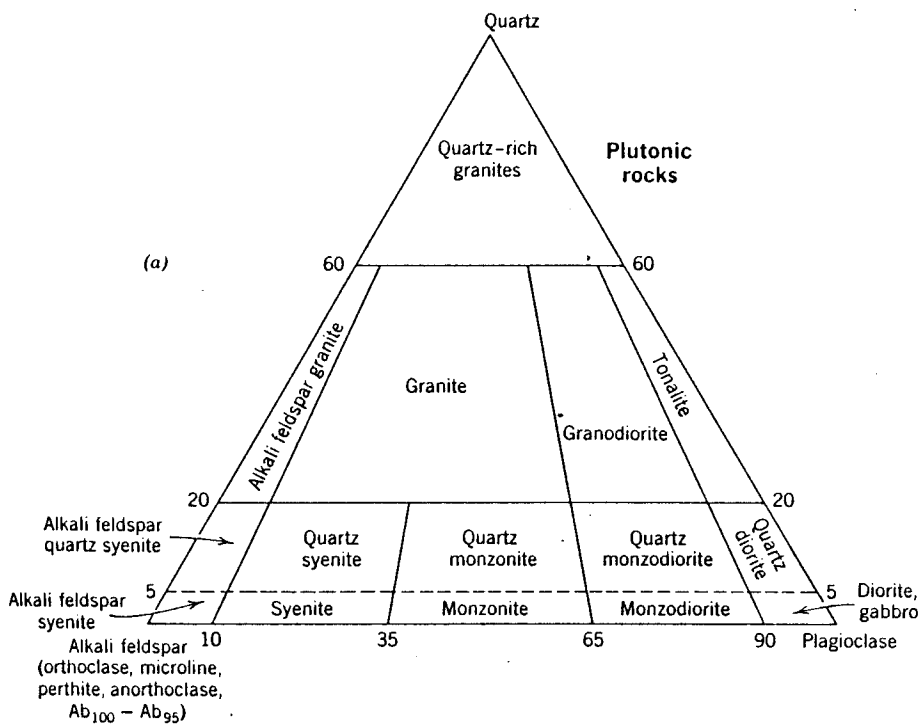 Quartz
Quartz-rich
granites
Plutonic
rocks
(a)
60
60
Alkali feldspar granite
Granite
Granodiorite
Tonalite
20
20
Alkali feldspar
quartz syenite
Quartz
syenite
Quartz
monzonite
Quartz
monzodiorite
Quartz
diorite
5
5
Alkali feldspar
syenite
Syenite
Monzonite
Monzodiorite
Diorite,
gabbro
10
35
65
90
Plagioclase
Alkali feldspar
(orthoclase, microline,
perthite, anorthoclase,
Ab₁₀₀ – Ab₉₅)